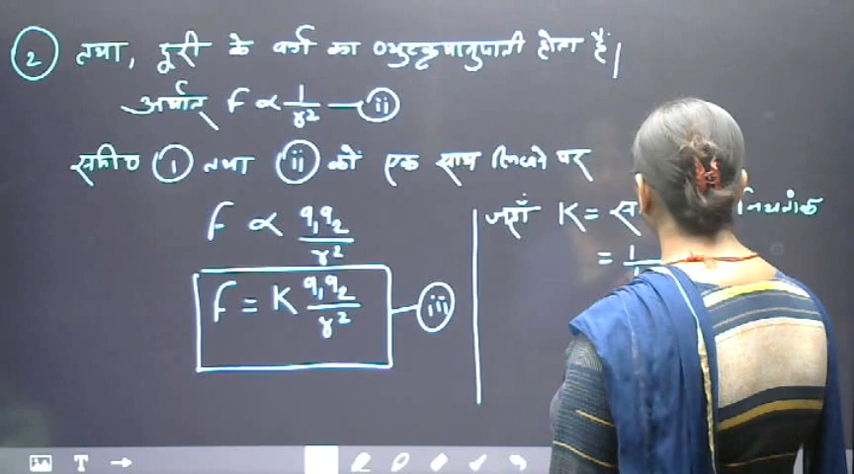 ② तथा, दूरी के वर्ग का व्युत्क्रमानुपाती होता है।
अर्थात् F ∝ 1/r² — ⅱ
समी० ① तथा ⅱ को एक साथ लिखने पर
F ∝ q₁q₂/r²
F = K q₁q₂/r² — ⅲ
जहाँ K = नियतांक
= 1
T